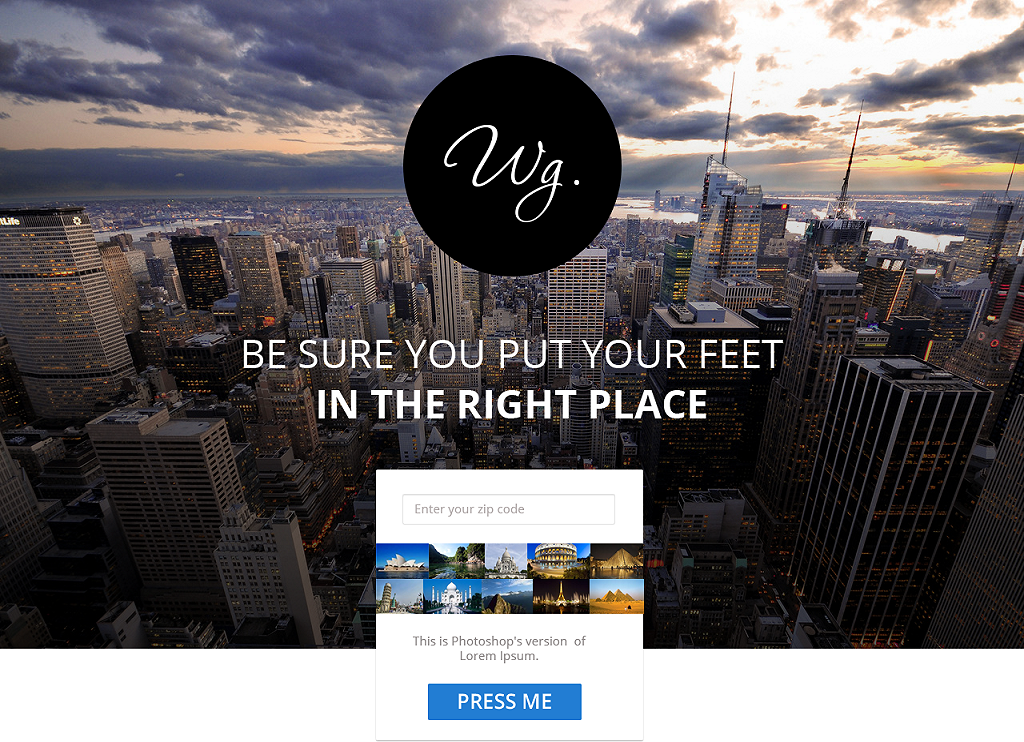 Wg.
tLife
BE SURE YOU PUT YOUR FEET
IN THE RIGHT PLACE
Enter your zip code
This is Photoshop's version of
Lorem Ipsum.
PRESS ME